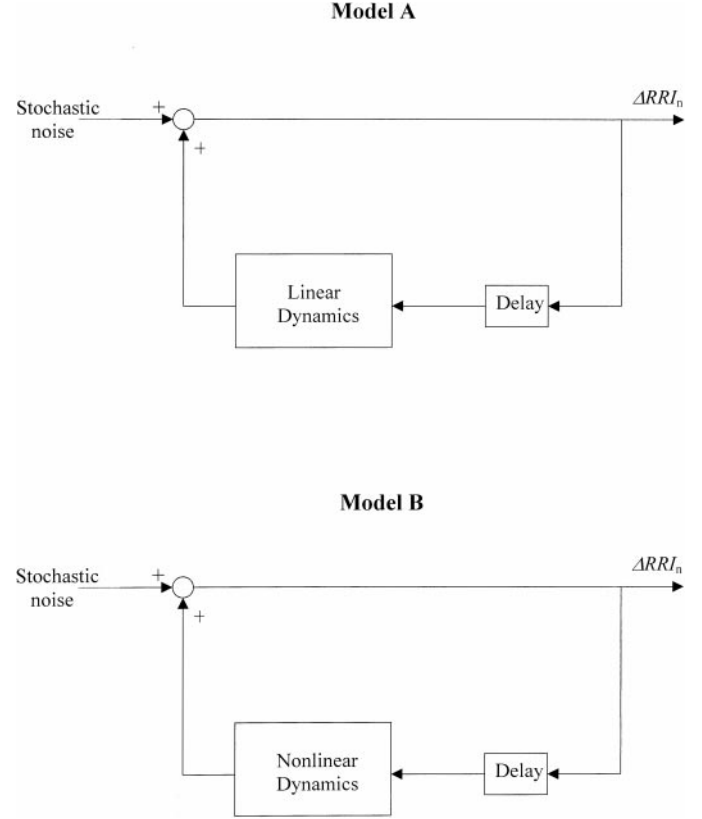 Model A
Stochastic
noise
+
+
ΔRRIn
Linear
Dynamics
Delay
Model B
Stochastic
noise
+
+
ΔRRIn
Nonlinear
Dynamics
Delay